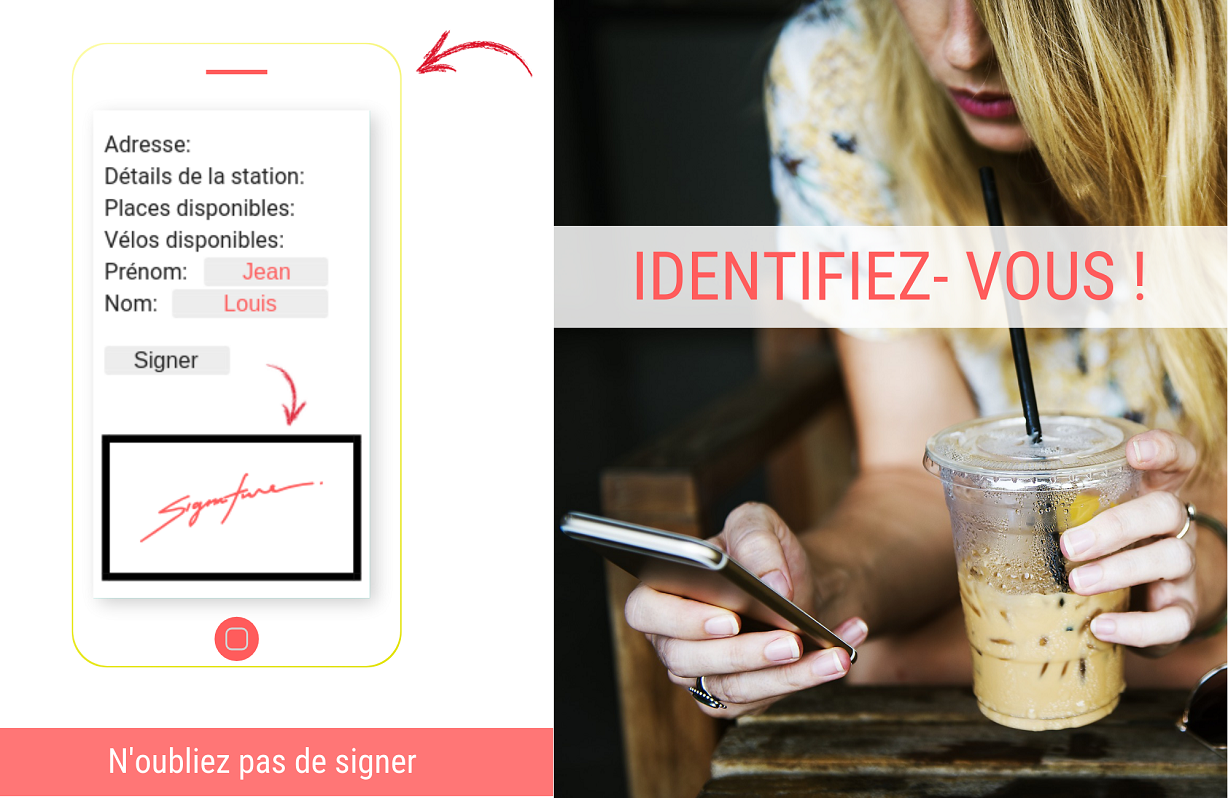 Adresse:
Détails de la station:
Places disponibles:
Vélos disponibles:
Prénom: Jean
Nom: Louis
Signer
Signature
N'oubliez pas de signer
IDENTIFIEZ- VOUS !